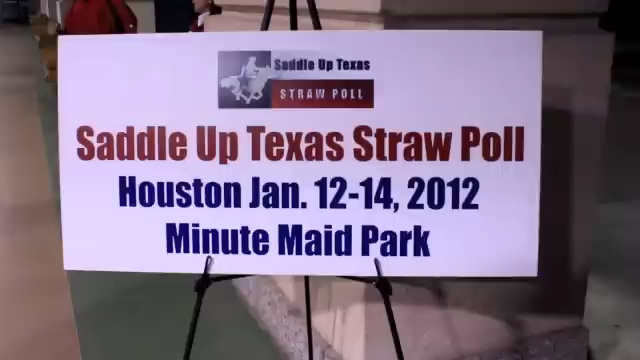 Saddle Up Texas
STRAW POLL
Saddle Up Texas Straw Poll
Houston Jan. 12-14, 2012
Minute Maid Park